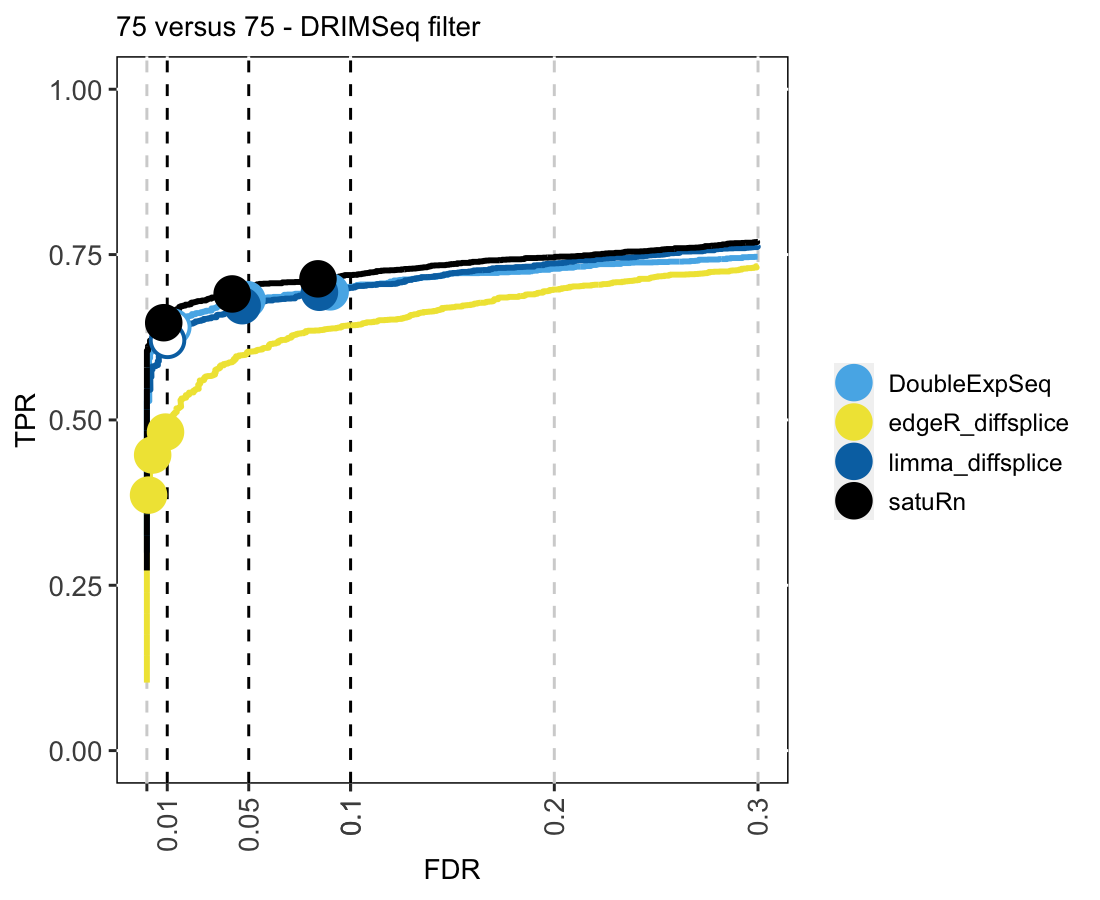 75 versus 75 - DRIMSeq filter
1.00
0.75
0.50
0.25
0.00
TPR
0.01
0.05
0.1
0.2
0.3
FDR
DoubleExpSeq
edgeR_diffsplice
limma_diffsplice
satuRn